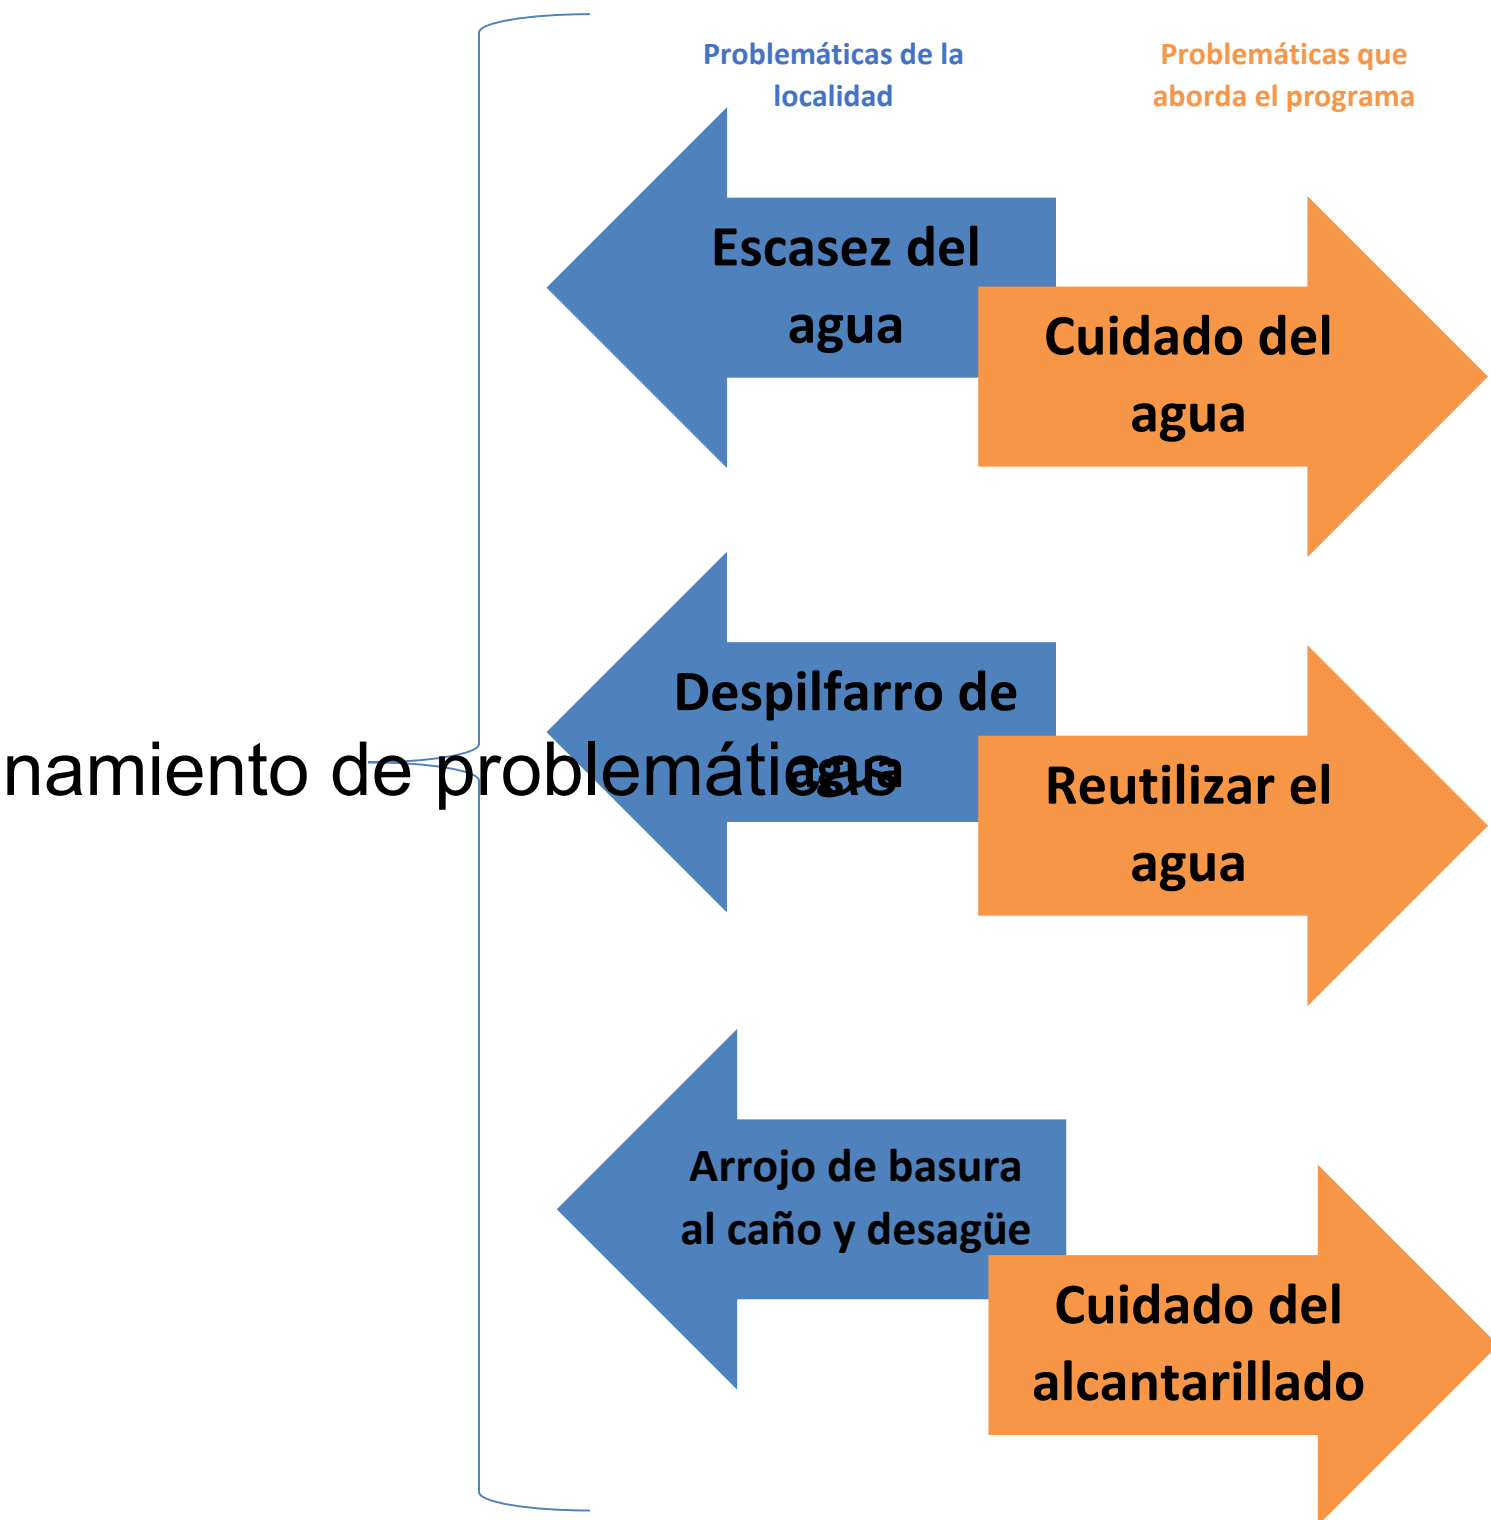 Problemáticas de la
localidad
Problemáticas que
aborda el programa
Escasez del
agua
Cuidado del
agua
Despilfarro de
agua
namiento de problemáticas
Reutilizar el
agua
Arrojo de basura
al caño y desagüe
Cuidado del
alcantarillado